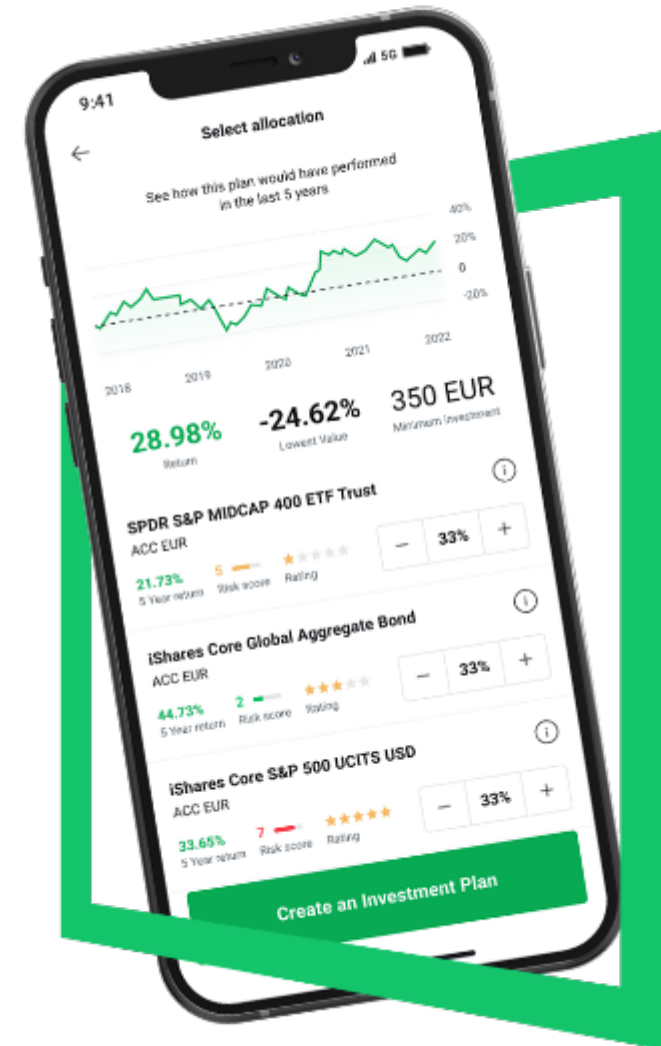 9:41
5G
Select allocation
See how this plan would have performed
in the last 5 years
40%
20%
0
-20%
2018
2019
2020
2021
2022
28.98%
Return
-24.62%
Lowest Value
350 EUR
Minimum Investment
SPDR S&P MIDCAP 400 ETF Trust
ACC EUR
21.73%
5 Year return
5
Risk score
Rating
33%
iShares Core Global Aggregate Bond
ACC EUR
44.73%
5 Year return
2
Risk score
Rating
33%
iShares Core S&P 500 UCITS USD
ACC EUR
33.65%
5 Year return
7
Risk score
Rating
33%
Create an Investment Plan